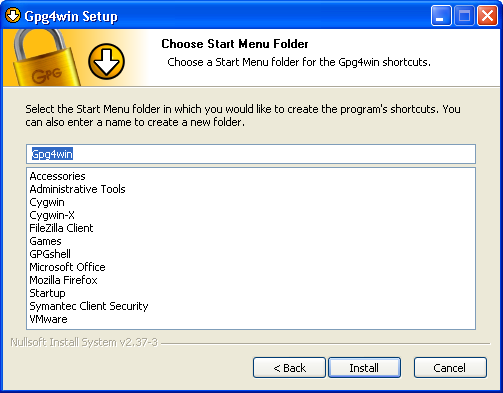 Gpg4win Setup
GPG
Choose Start Menu Folder
Choose a Start Menu folder for the Gpg4win shortcuts.
Select the Start Menu folder in which you would like to create the program's shortcuts. You
can also enter a name to create a new folder.
Gpg4win
Accessories
Administrative Tools
Cygwin
Cygwin-X
FileZilla Client
Games
GPGshell
Microsoft Office
Mozilla Firefox
Startup
Symantec Client Security
VMware
Nullsoft Install System v2.37-3
< Back
Install
Cancel